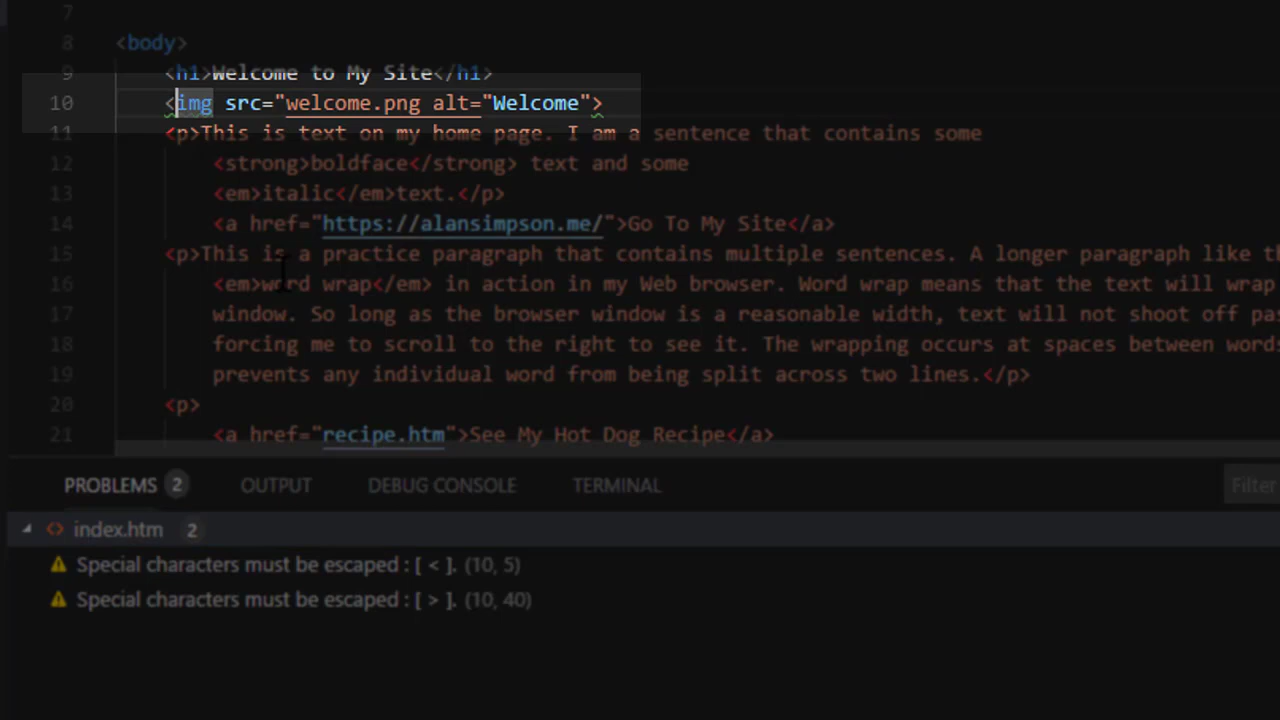 7
8 <body>
9 <h1>Welcome to My Site</h1>
10 <img src="welcome.png alt="Welcome">
11 <p>This is text on my home page. I am a sentence that contains some
12 <strong>boldface</strong> text and some
13 <em>italic</em>text.</p>
14 <a href="https://alansimpson.me/">Go To My Site</a>
15 <p>This is a practice paragraph that contains multiple sentences. A longer paragraph like
16 <em>word wrap</em> in action in my Web browser. Word wrap means that the text will wrap
17 window. So long as the browser window is a reasonable width, text will not shoot off
18 forcing me to scroll to the right to see it. The wrapping occurs at spaces between words
19 prevents any individual word from being split across two lines.</p>
20 <p>
21 <a href="recipe.htm">See My Hot Dog Recipe</a>
PROBLEMS 2 OUTPUT DEBUG CONSOLE TERMINAL Filter
<> index.htm 2
Special characters must be escaped : [ < ]. (10, 5)
Special characters must be escaped : [ > ]. (10, 40)